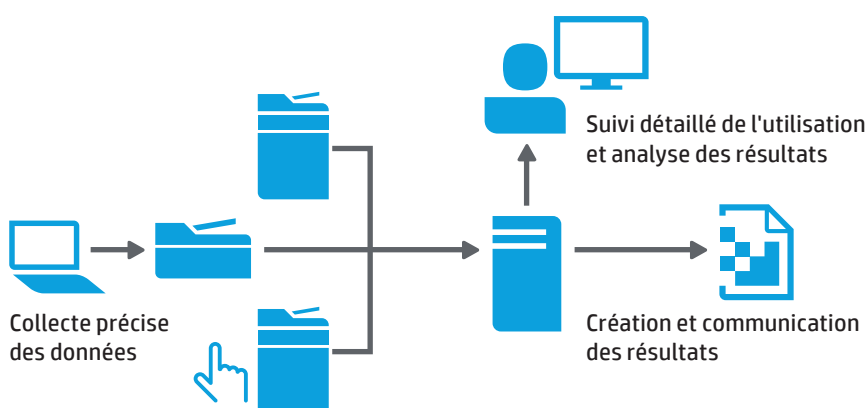 Suivi détaillé de l'utilisation
et analyse des résultats
Collecte précise
des données
Création et communication
des résultats